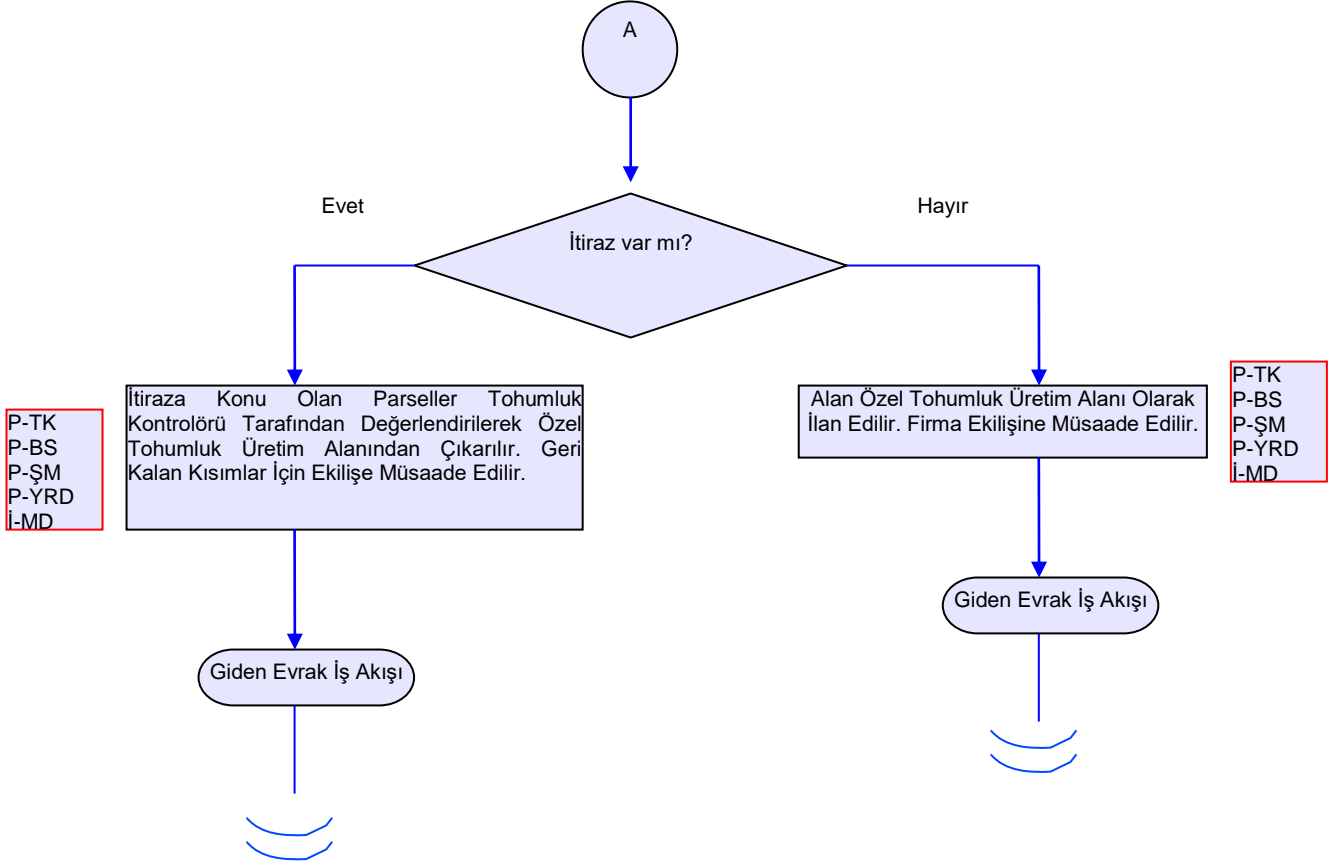 A
Evet
Hayır
İtiraz var mı?
P-TK
P-BS
P-ŞM
P-YRD
İ-MD
İtiraza Konu Olan Parseller Tohumluk
Kontrolörü Tarafından Değerlendirilerek Özel
Tohumluk Üretim Alanından Çıkarılır. Geri
Kalan Kısımlar İçin Ekilişe Müsaade Edilir.
Alan Özel Tohumluk Üretim Alanı Olarak
İlan Edilir. Firma Ekilişine Müsaade Edilir.
P-TK
P-BS
P-ŞM
P-YRD
İ-MD
Giden Evrak İş Akışı
Giden Evrak İş Akışı